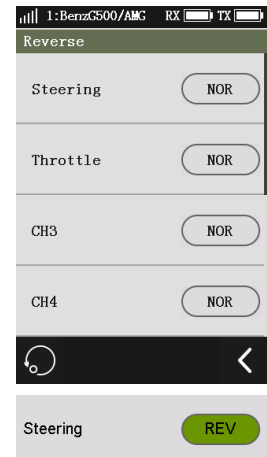 1:BenzG500/AMG RX TX
Reverse
Steering NOR
Throttle NOR
CH3 NOR
CH4 NOR
Steering REV